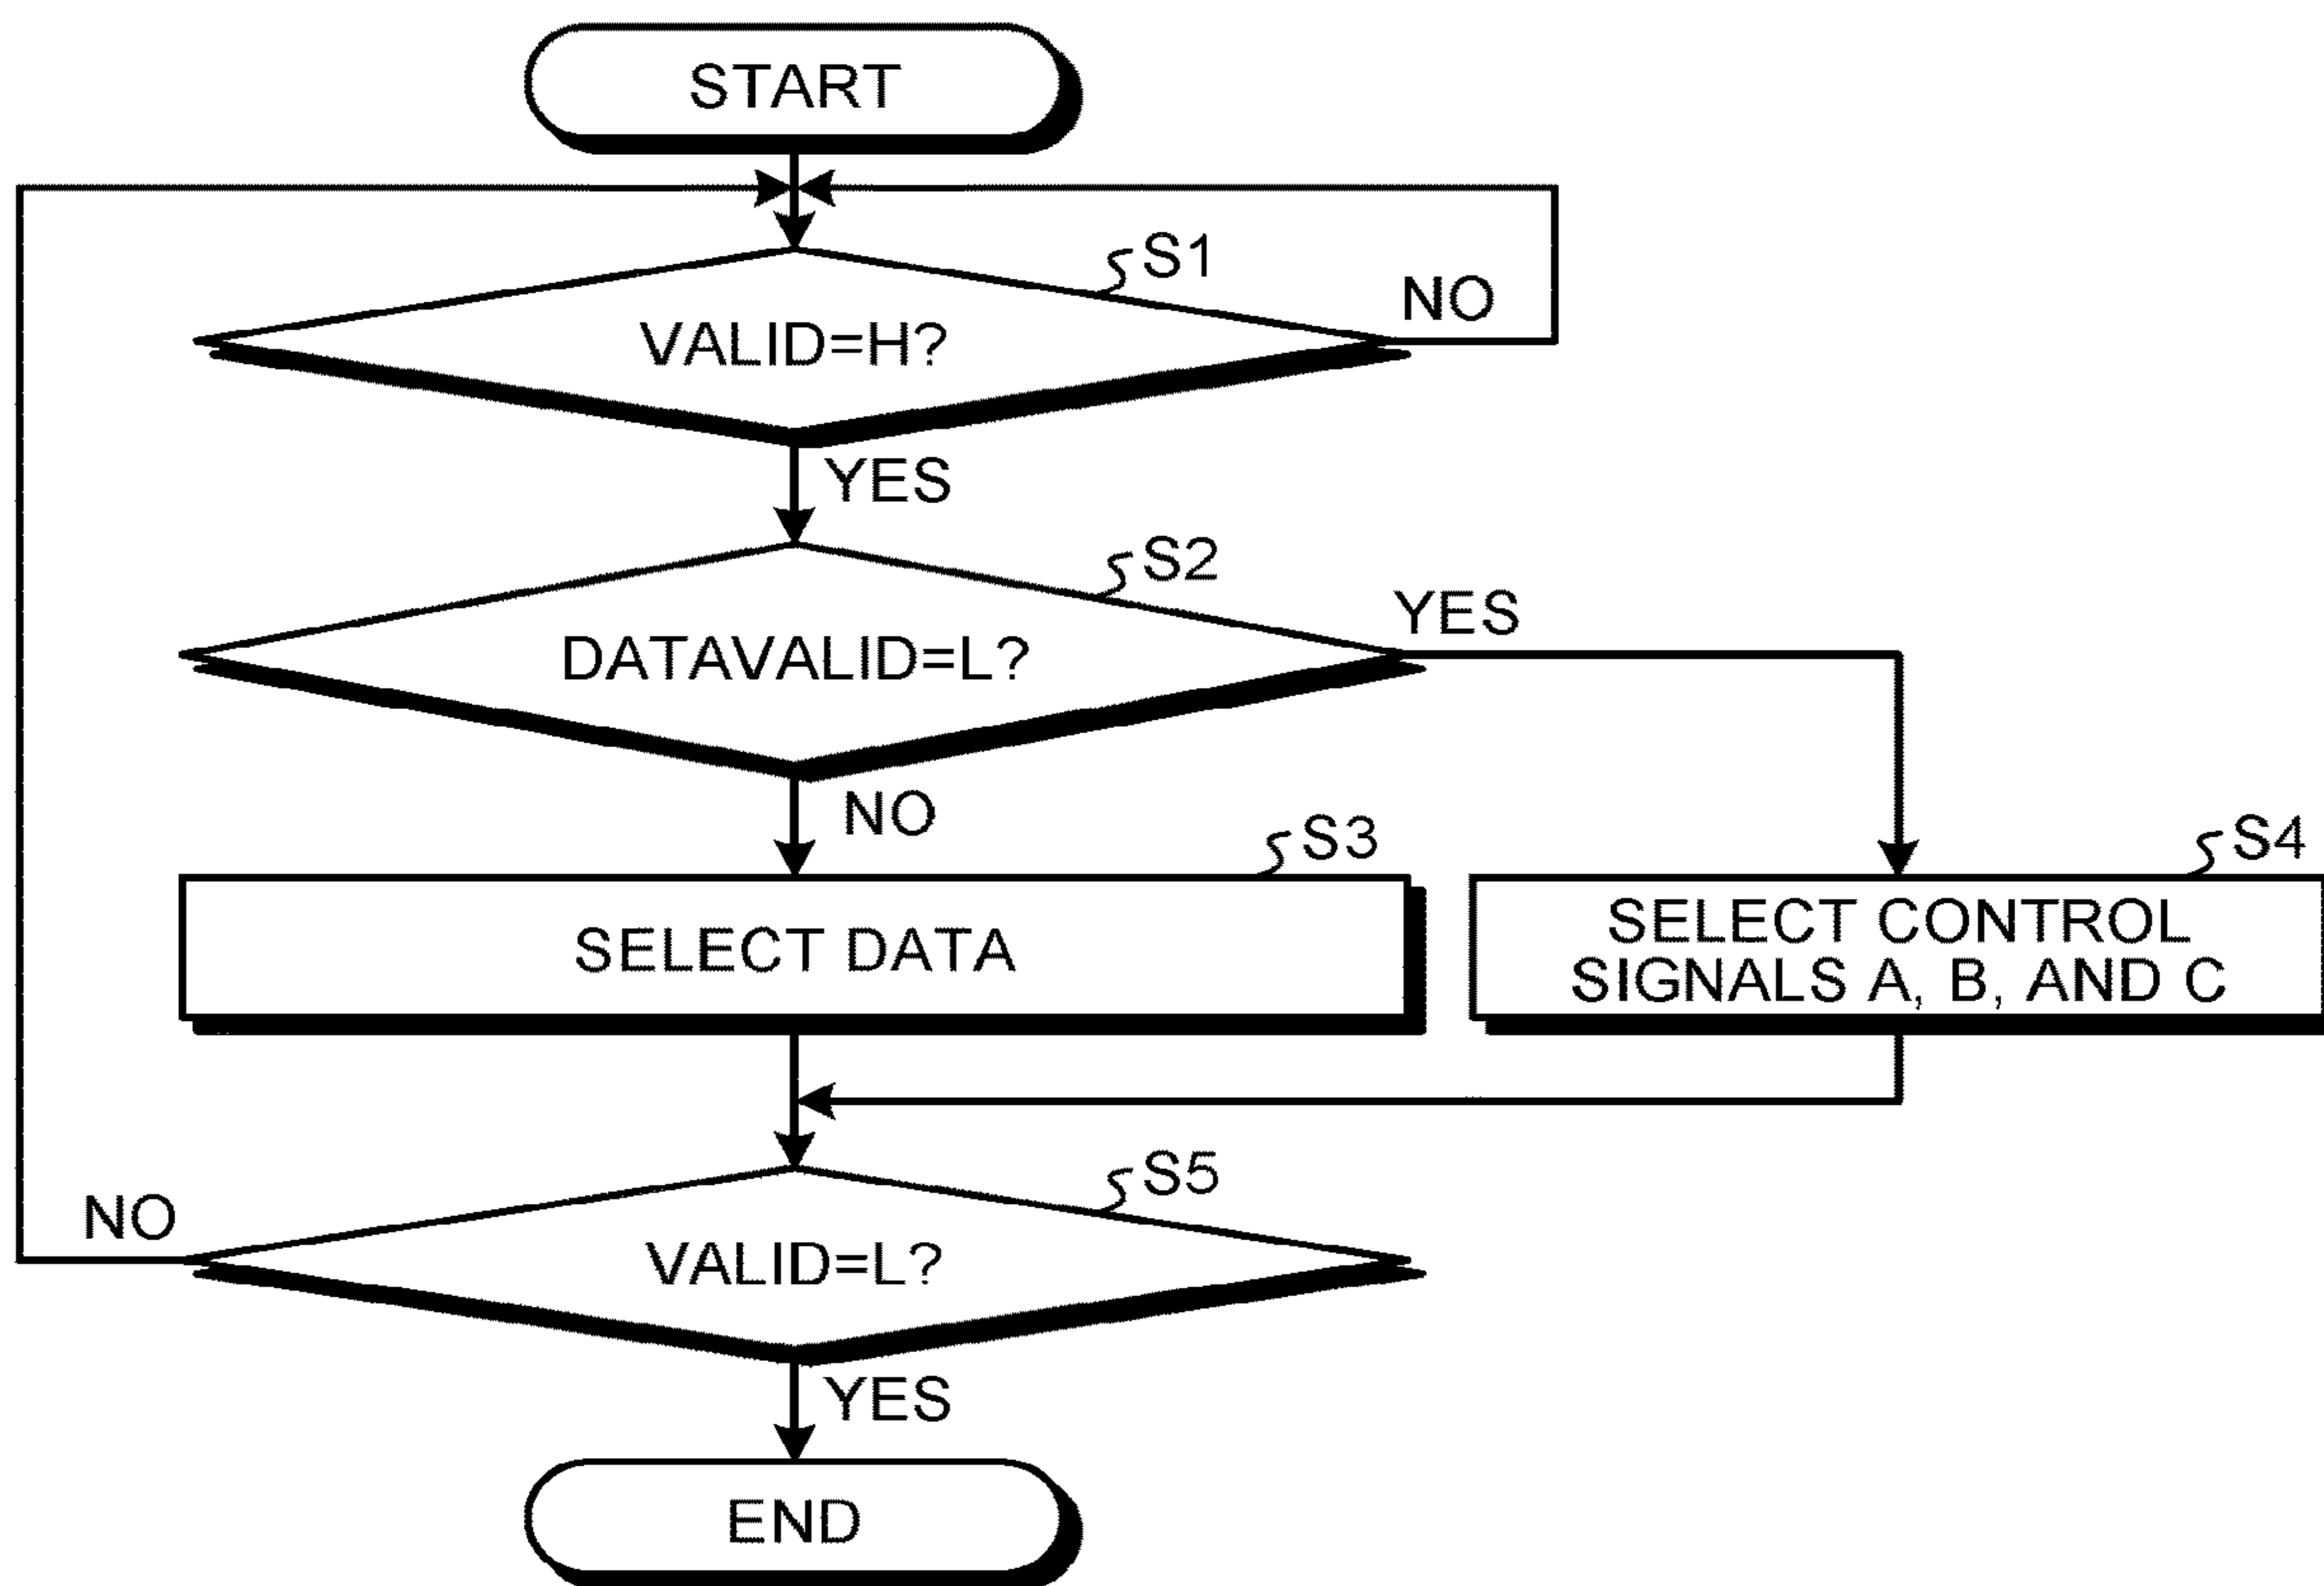 START
S1
VALID=H?
NO
YES
S2
DATAVALID=L?
YES
NO
S3
SELECT DATA
S4
SELECT CONTROL
SIGNALS A, B, AND C
S5
VALID=L?
NO
YES
END